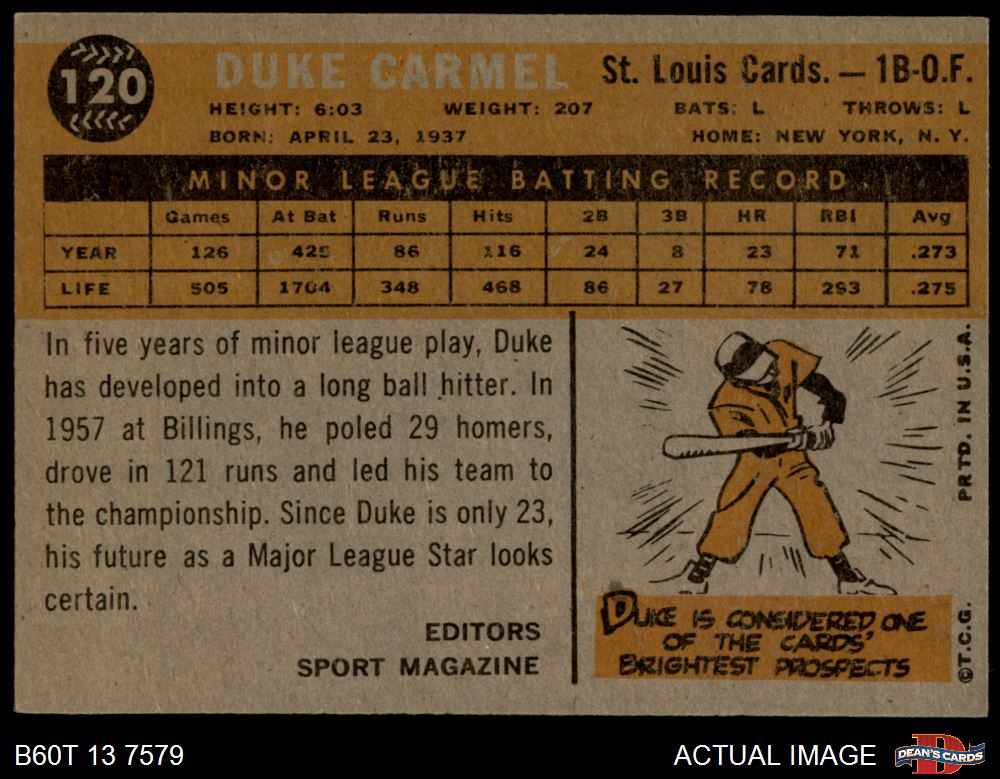 120
DUKE CARMEL St. Louis Cards. — 1B-O.F.
HEIGHT: 6:03 WEIGHT: 207 BATS: L THROWS: L
BORN: APRIL 23, 1937 HOME: NEW YORK, N. Y.
MINOR LEAGUE BATTING RECORD
Games At Bat Runs Hits 2B 3B HR RBI Avg
YEAR 126 425 86 116 24 8 23 71 .273
LIFE 505 1704 348 468 86 27 78 293 .275
In five years of minor league play, Duke
has developed into a long ball hitter. In
1957 at Billings, he poled 29 homers,
drove in 121 runs and led his team to
the championship. Since Duke is only 23,
his future as a Major League Star looks
certain.
EDITORS
SPORT MAGAZINE
DUKE IS CONSIDERED ONE
OF THE CARDS'
BRIGHTEST PROSPECTS
©T.C.G. PRTD. IN U.S.A.
B60T 13 7579 ACTUAL IMAGE DEAN'S CARDS